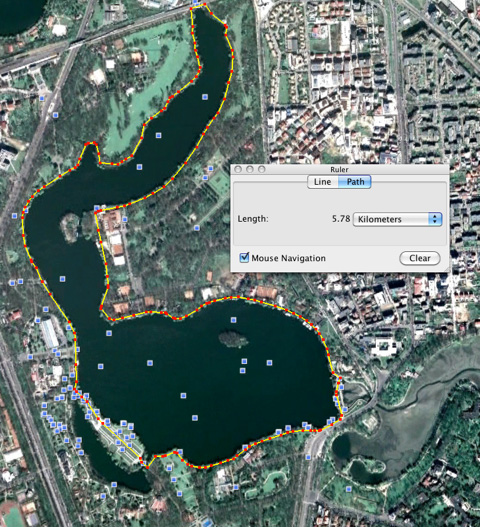 Ruler
Line Path
Length: 5.78 Kilometers
Mouse Navigation Clear